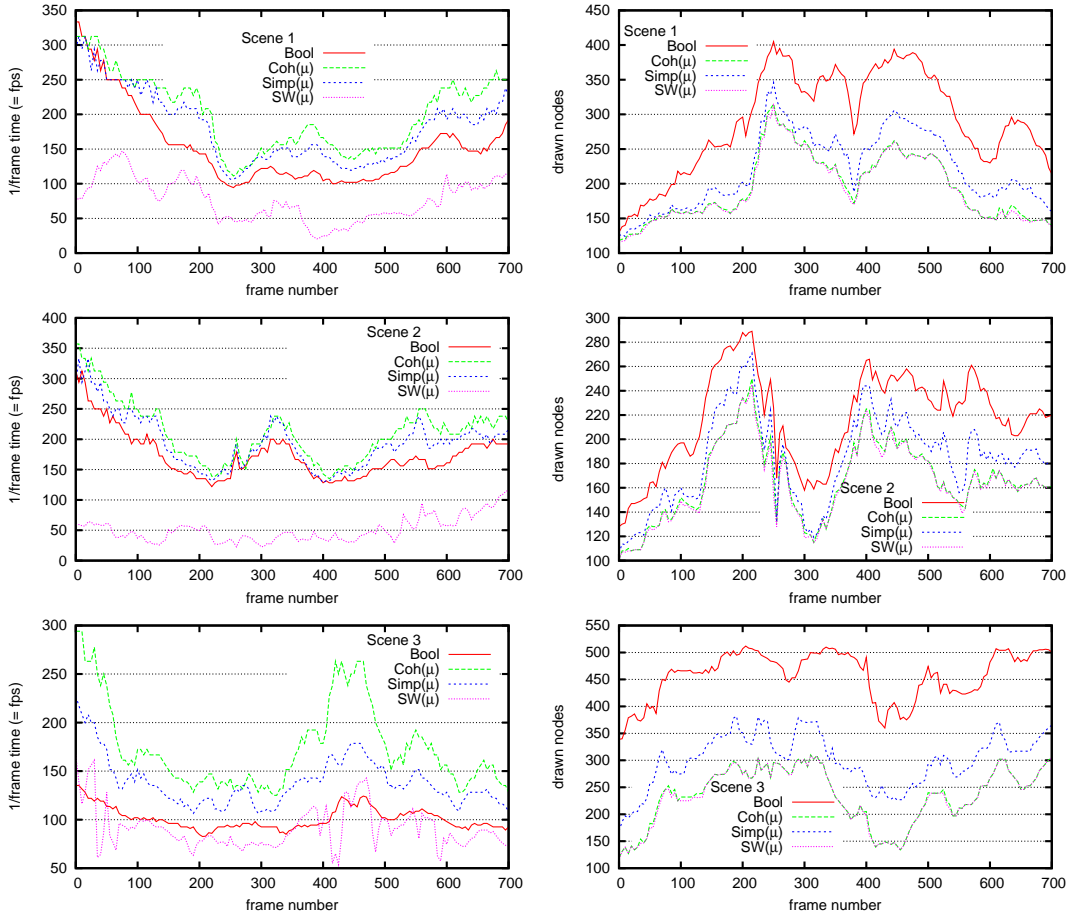 350
300
250
200
150
100
50
0
0 100 200 300 400 500 600 700
1/frame time (= fps)
frame number
Scene 1
Bool
Coh(μ)
Simp(μ)
SW(μ)
450
400
350
300
250
200
150
100
0 100 200 300 400 500 600 700
drawn nodes
frame number
Scene 1
Bool
Coh(μ)
Simp(μ)
SW(μ)
400
350
300
250
200
150
100
50
0
0 100 200 300 400 500 600 700
1/frame time (= fps)
frame number
Scene 2
Bool
Coh(μ)
Simp(μ)
SW(μ)
300
280
260
240
220
200
180
160
140
120
100
0 100 200 300 400 500 600 700
drawn nodes
frame number
Scene 2
Bool
Coh(μ)
Simp(μ)
SW(μ)
300
250
200
150
100
50
0 100 200 300 400 500 600 700
1/frame time (= fps)
frame number
Scene 3
Bool
Coh(μ)
Simp(μ)
SW(μ)
550
500
450
400
350
300
250
200
150
100
0 100 200 300 400 500 600 700
drawn nodes
frame number
Scene 3
Bool
Coh(μ)
Simp(μ)
SW(μ)